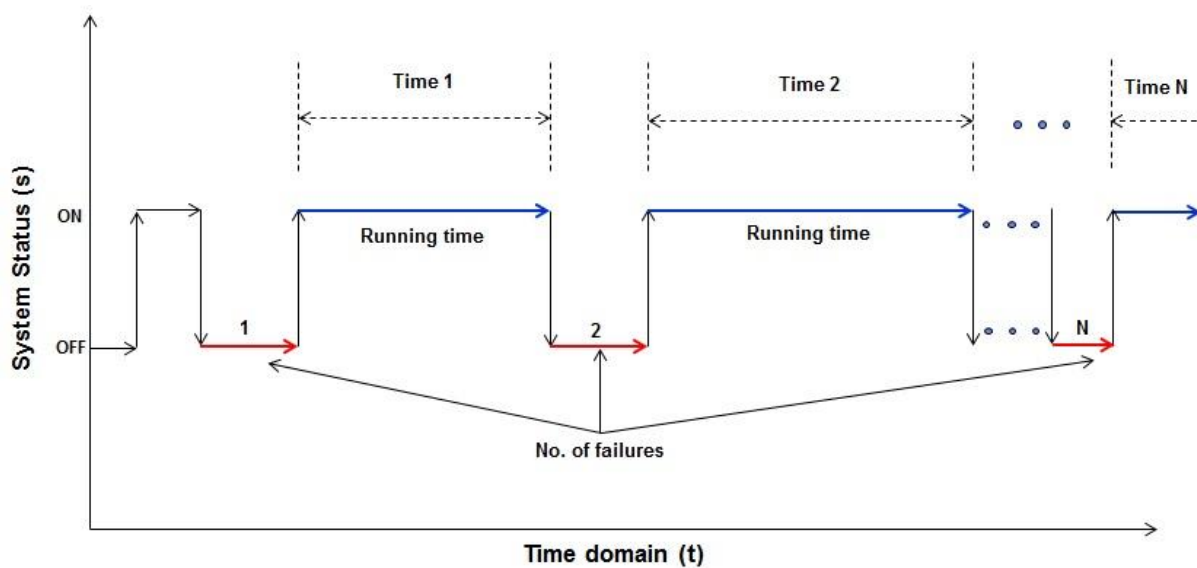 Time 1
Time 2
Time N
System Status (s)
ON
Running time
Running time
1
2
N
OFF
No. of failures
Time domain (t)